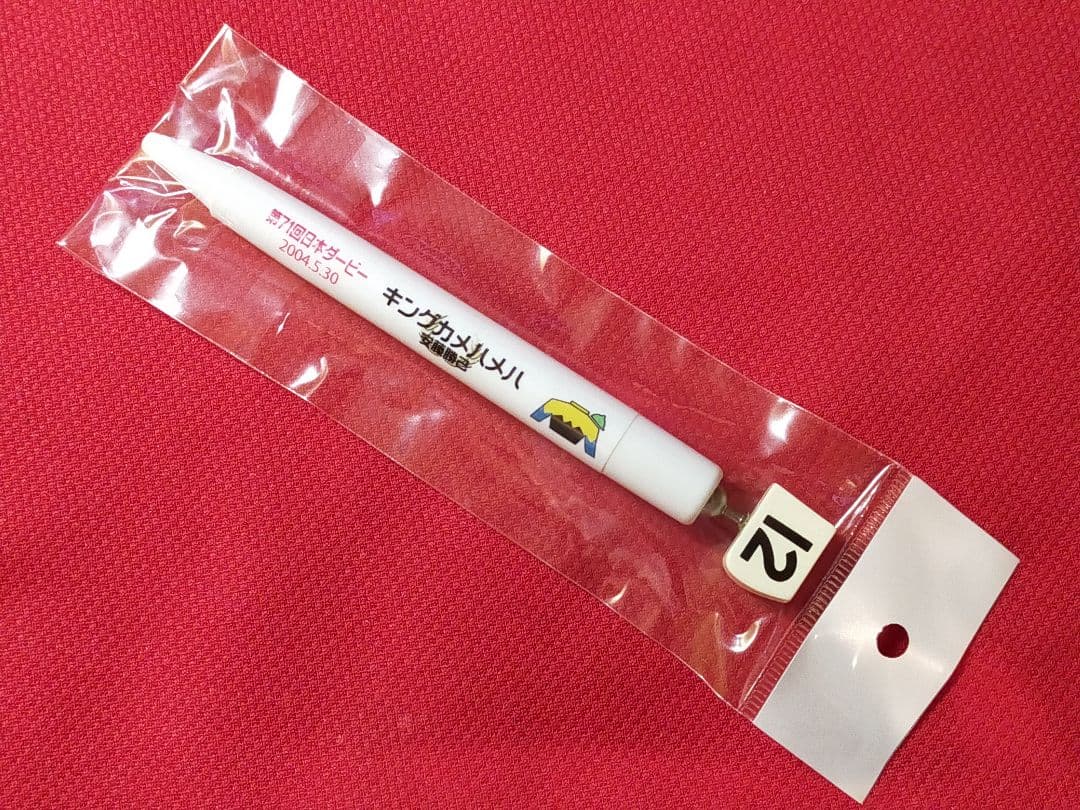 第71回日本ダービー
2004.5.30
キングカメハメハ
安藤勝己
12